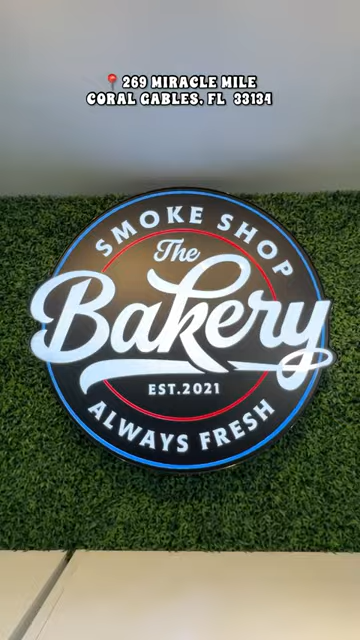 📍 269 MIRACLE MILE
CORAL GABLES, FL 33134
SMOKE SHOP
The
Bakery
EST.2021
ALWAYS FRESH